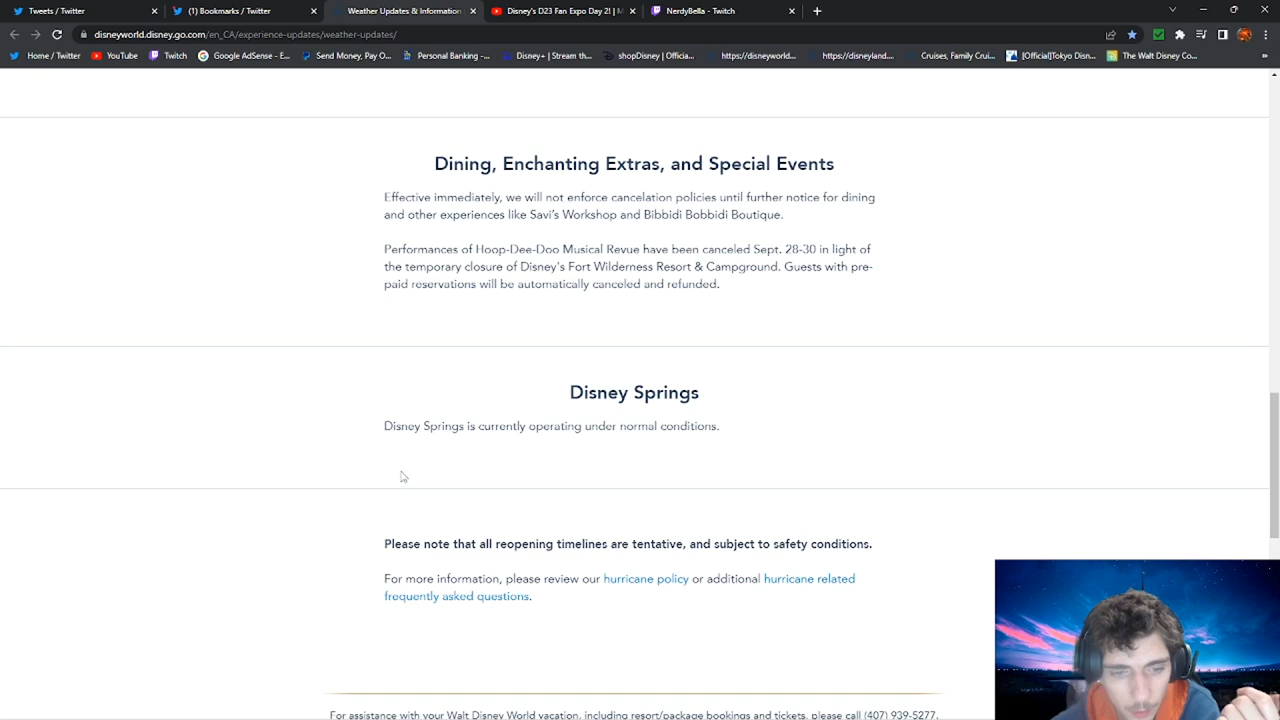 Tweets / Twitter
(1) Bookmarks / Twitter
Weather Updates & Information
Disney's D23 Fan Expo Day 2! | M
NerdyBella - Twitch
disneyworld.disney.go.com/en_CA/experience-updates/weather-updates/
Home / Twitter
YouTube
Twitch
Google AdSense - E...
Send Money, Pay O...
Personal Banking -...
Disney+ | Stream th...
shopDisney | Officia...
https://disneyworld...
https://disneyland....
Cruises, Family Crui...
[Official]Tokyo Disn...
The Walt Disney Co...
Dining, Enchanting Extras, and Special Events
Effective immediately, we will not enforce cancelation policies until further notice for dining
and other experiences like Savi's Workshop and Bibbidi Bobbidi Boutique.
Performances of Hoop-Dee-Doo Musical Revue have been canceled Sept. 28-30 in light of
the temporary closure of Disney's Fort Wilderness Resort & Campground. Guests with pre-
paid reservations will be automatically canceled and refunded.
Disney Springs
Disney Springs is currently operating under normal conditions.
Please note that all reopening timelines are tentative, and subject to safety conditions.
For more information, please review our hurricane policy or additional hurricane related
frequently asked questions.
For assistance with your Walt Disney World vacation, including resort/package bookings and tickets, please call (407) 939-5277.